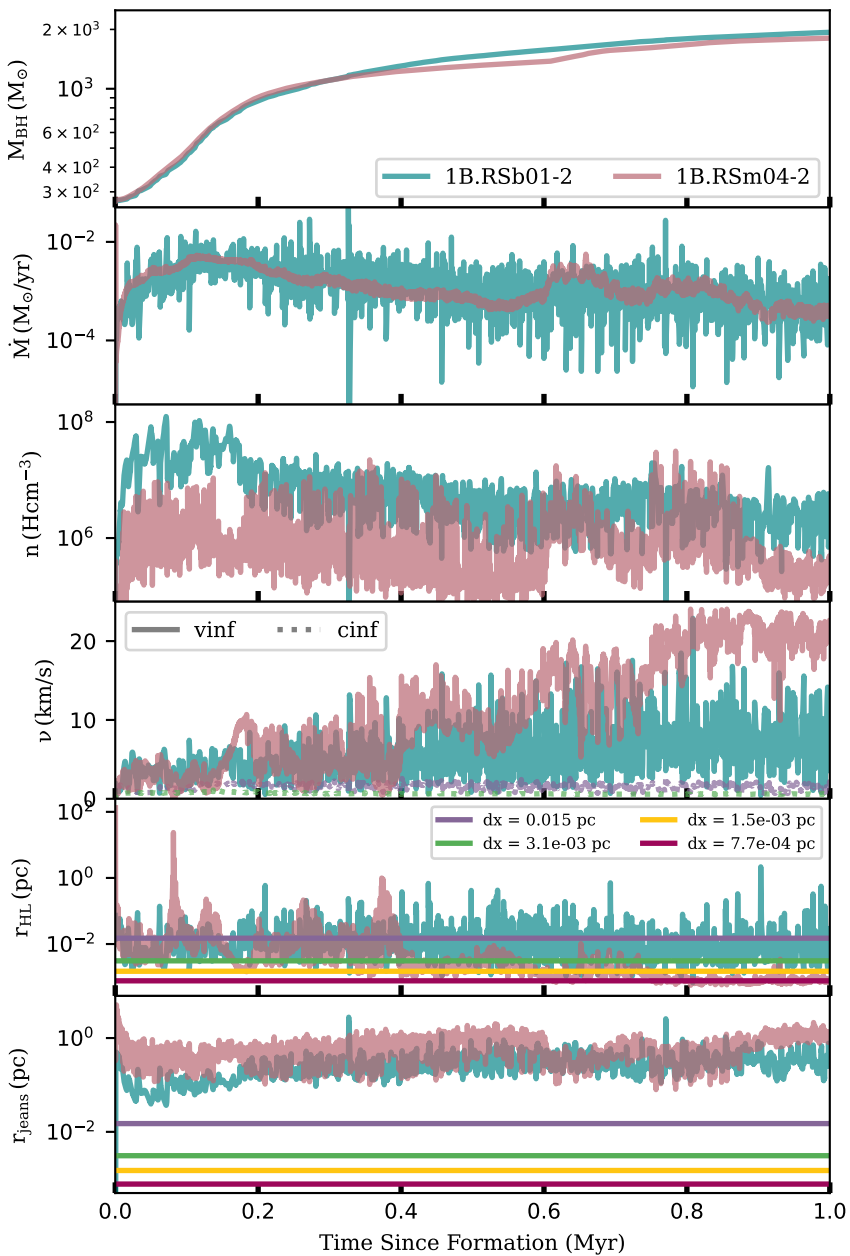 2 × 10³
10³
6 × 10²
4 × 10²
3 × 10²
M_BH (M_⊙)
1B.RSb01-2
1B.RSm04-2
10⁻²
10⁻⁴
Ṁ (M_⊙/yr)
10⁸
10⁶
n (Hcm⁻³)
vinf
cinf
20
10
0
ν (km/s)
10²
10⁰
10⁻²
r_HL (pc)
dx = 0.015 pc
dx = 1.5e-03 pc
dx = 3.1e-03 pc
dx = 7.7e-04 pc
10⁰
10⁻²
r_jeans (pc)
0.0 0.2 0.4 0.6 0.8 1.0
Time Since Formation (Myr)